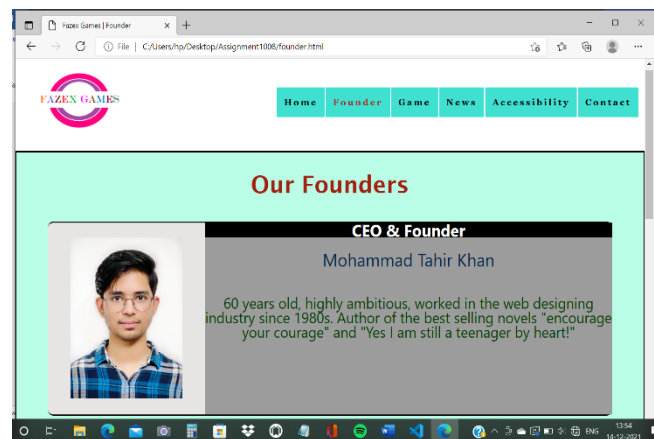 Fazex Games | Founder
File | C:/Users/hp/Desktop/Assignment1008/founder.html
FAZEX GAMES
Home Founder Game News Accessibility Contact
Our Founders
CEO & Founder
Mohammad Tahir Khan
60 years old, highly ambitious, worked in the web designing
industry since 1980s. Author of the best selling novels "encourage
your courage" and "Yes I am still a teenager by heart!"
ENG 13:54
14-12-2021